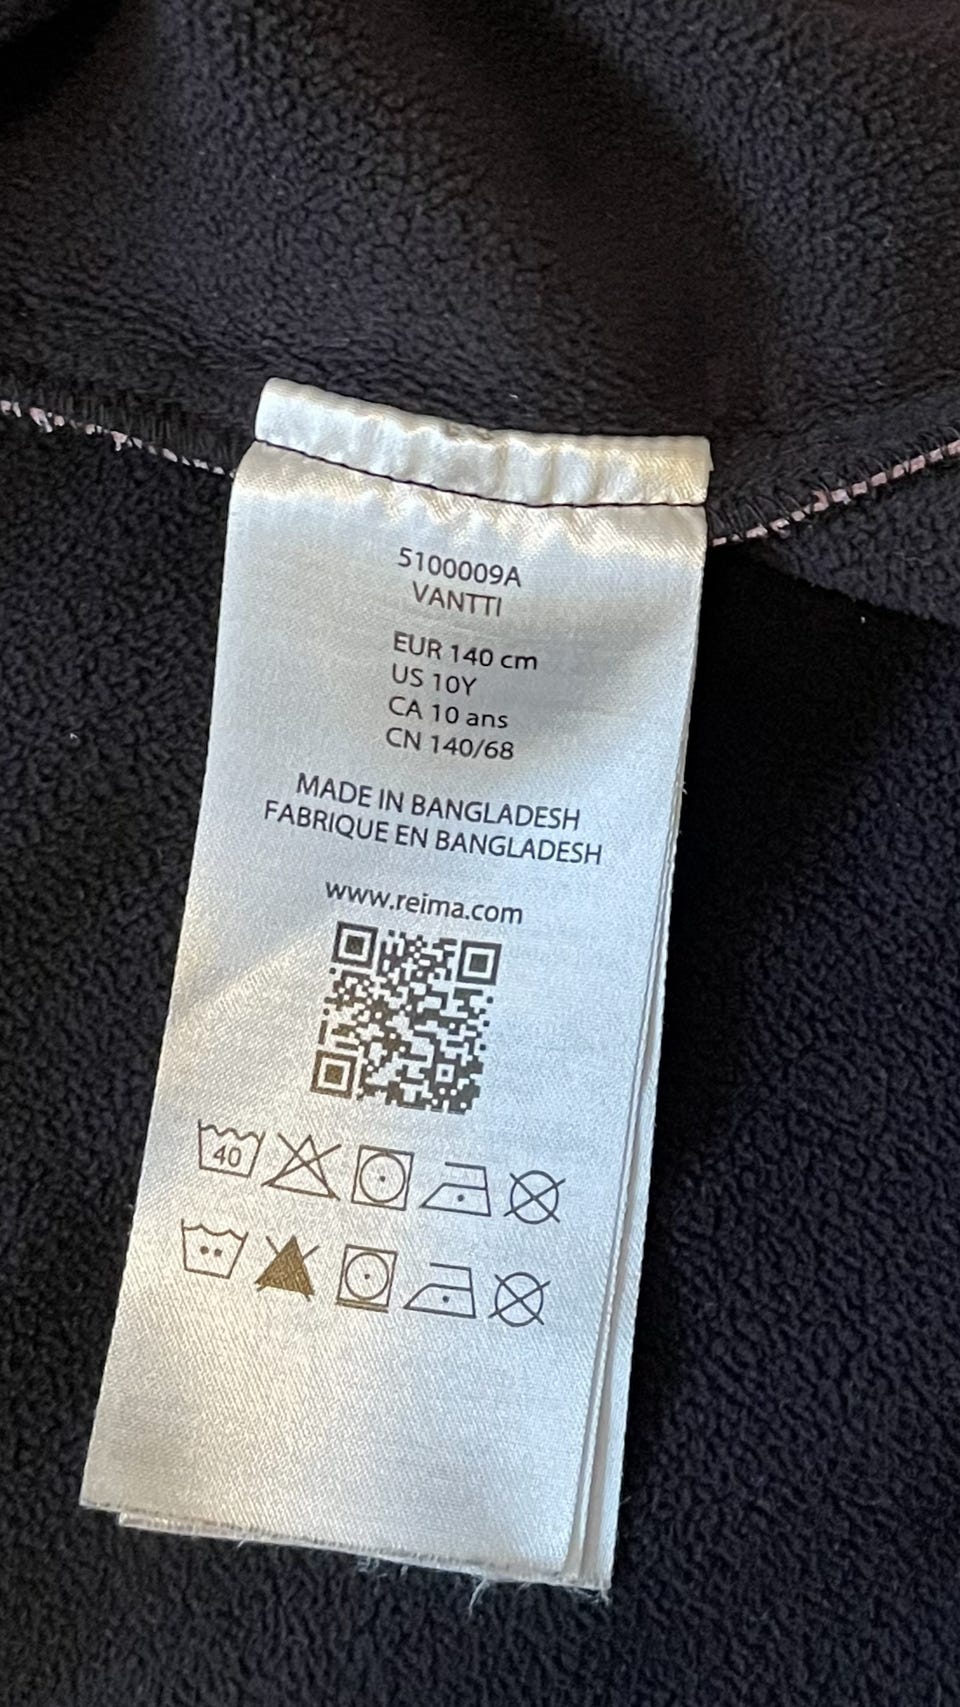 5100009A
VANTTI
EUR 140 cm
US 10Y
CA 10 ans
CN 140/68
MADE IN BANGLADESH
FABRIQUE EN BANGLADESH
www.reima.com
40